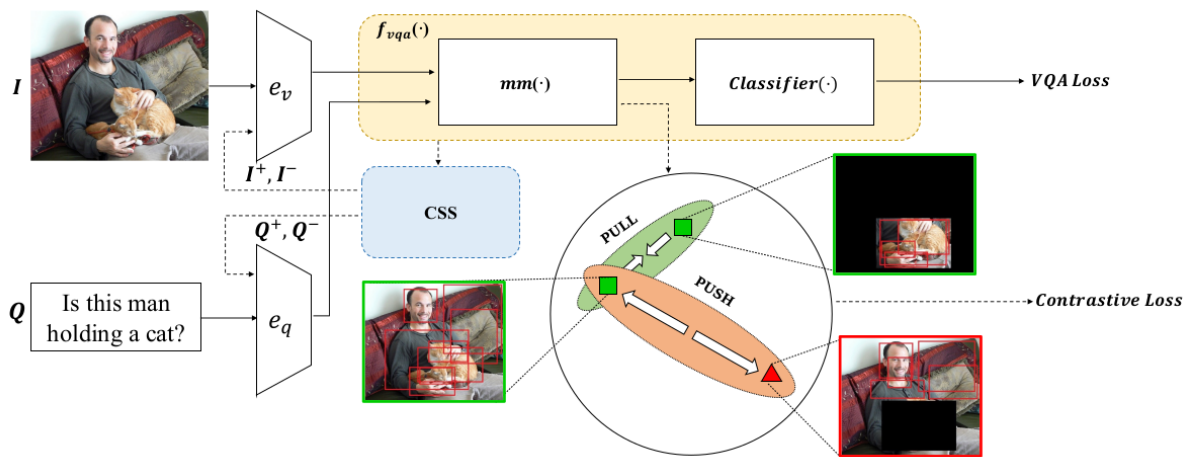 f_vqa(·)
I
e_v
mm(·)
Classifier(·)
VQA Loss
I⁺, I⁻
CSS
Q⁺, Q⁻
PULL
PUSH
Q
Is this man
holding a cat?
e_q
Contrastive Loss